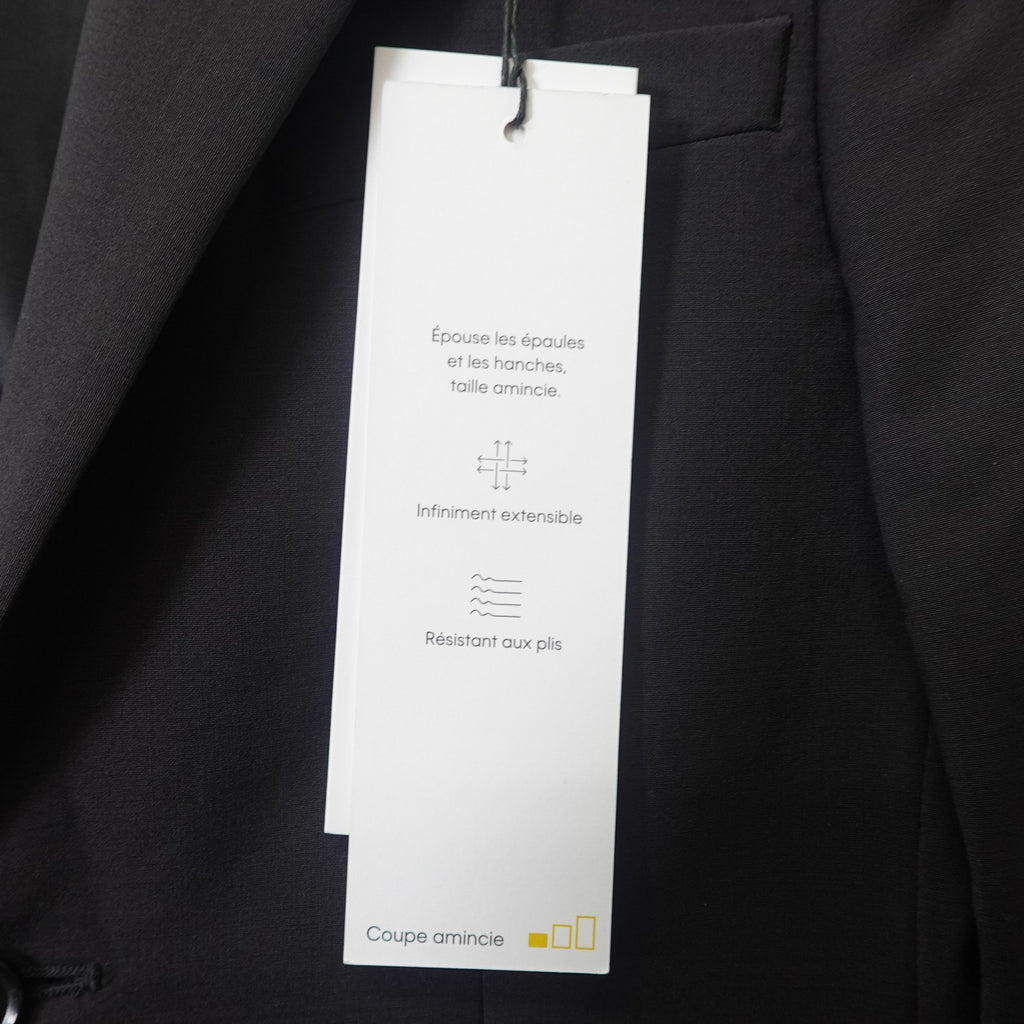 Épouse les épaules
et les hanches,
taille amincie.
Infiniment extensible
Résistant aux plis
Coupe amincie